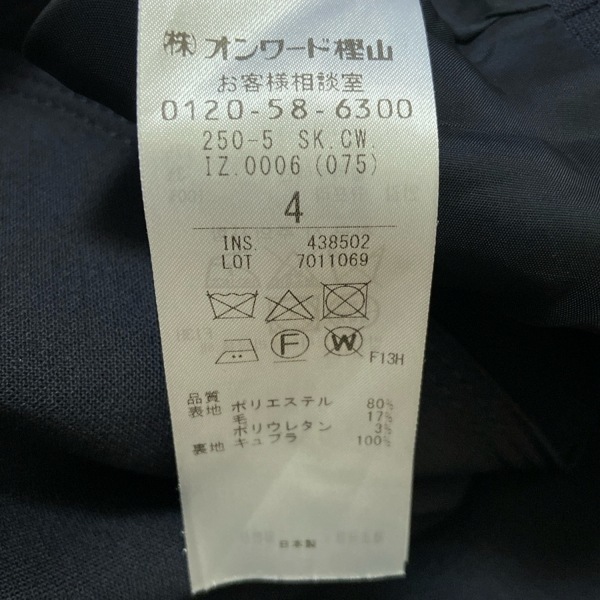 (株)オンワード樫山
お客様相談室
0120-58-6300
250-5 SK.CW.
IZ.0006(075)
4
INS. 438502
LOT 7011069
F W F13H
品質
表地 ポリエステル 80%
毛 17%
ポリウレタン 3%
裏地 キュプラ 100%
日本製